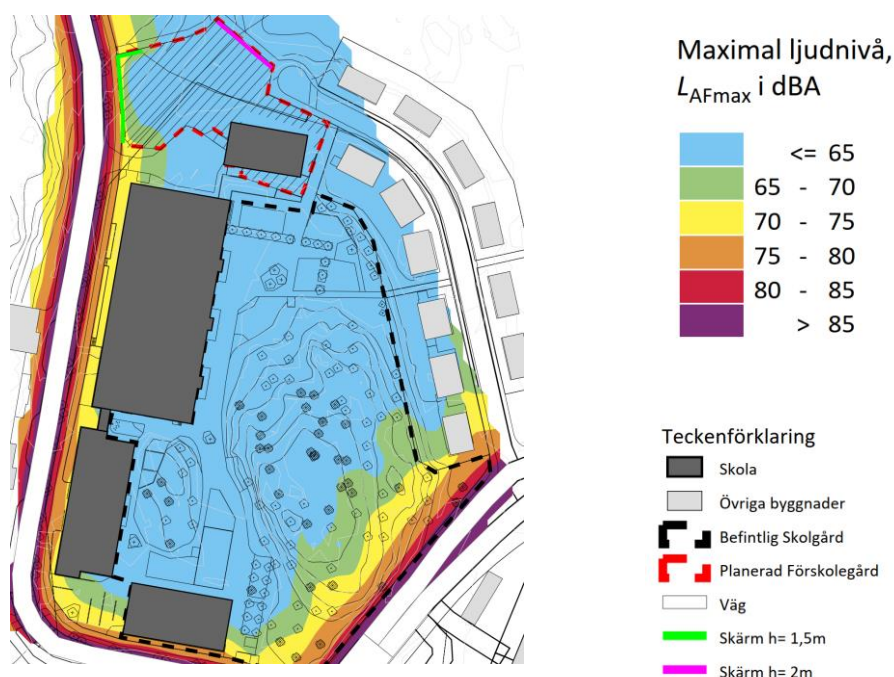 Maximal ljudnivå,
LAFmax i dBA
<= 65
65 - 70
70 - 75
75 - 80
80 - 85
> 85
Teckenförklaring
Skola
Övriga byggnader
Befintlig Skolgård
Planerad Förskolegård
Väg
Skärm h= 1,5m
Skärm h= 2m